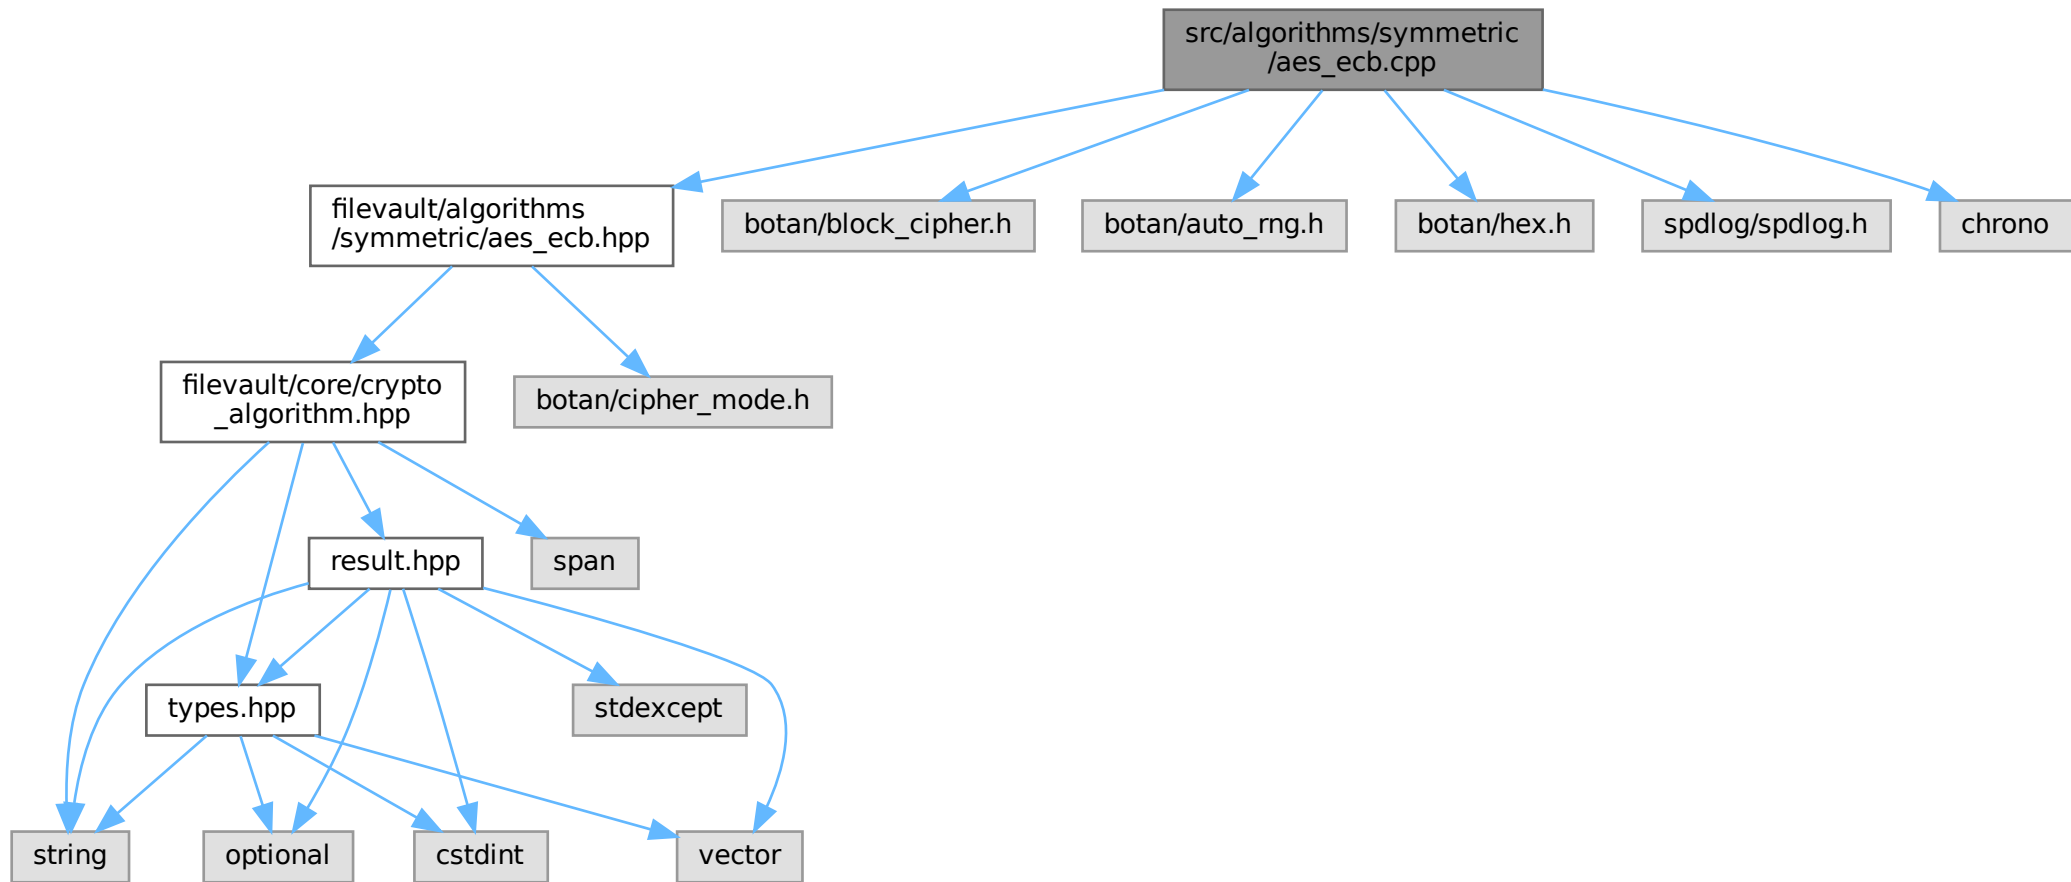 src/algorithms/symmetric
/aes_ecb.cpp
filevault/algorithms
/symmetric/aes_ecb.hpp
botan/block_cipher.h
botan/auto_rng.h
botan/hex.h
spdlog/spdlog.h
chrono
filevault/core/crypto
_algorithm.hpp
botan/cipher_mode.h
result.hpp
span
types.hpp
stdexcept
string
optional
cstdint
vector